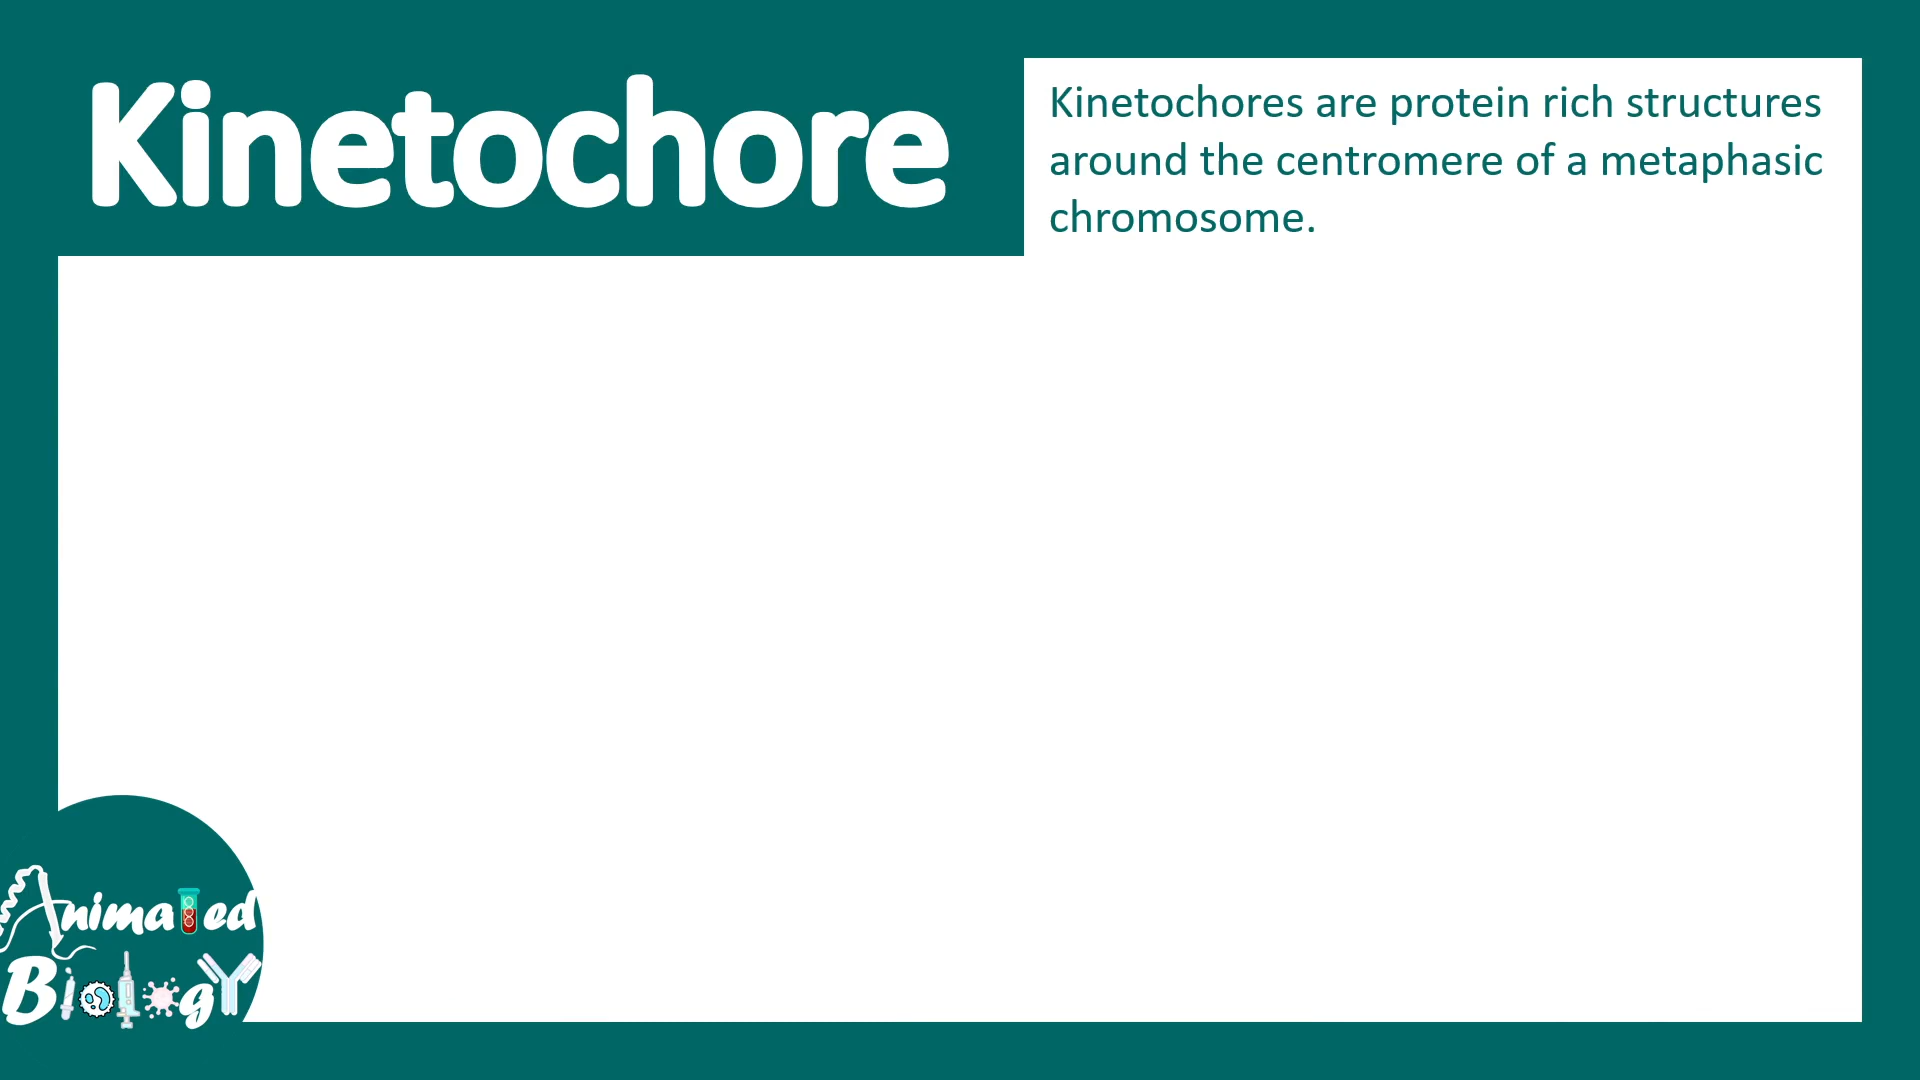 Kinetochore
Kinetochores are protein rich structures
around the centromere of a metaphasic
chromosome.
Animated
Biology